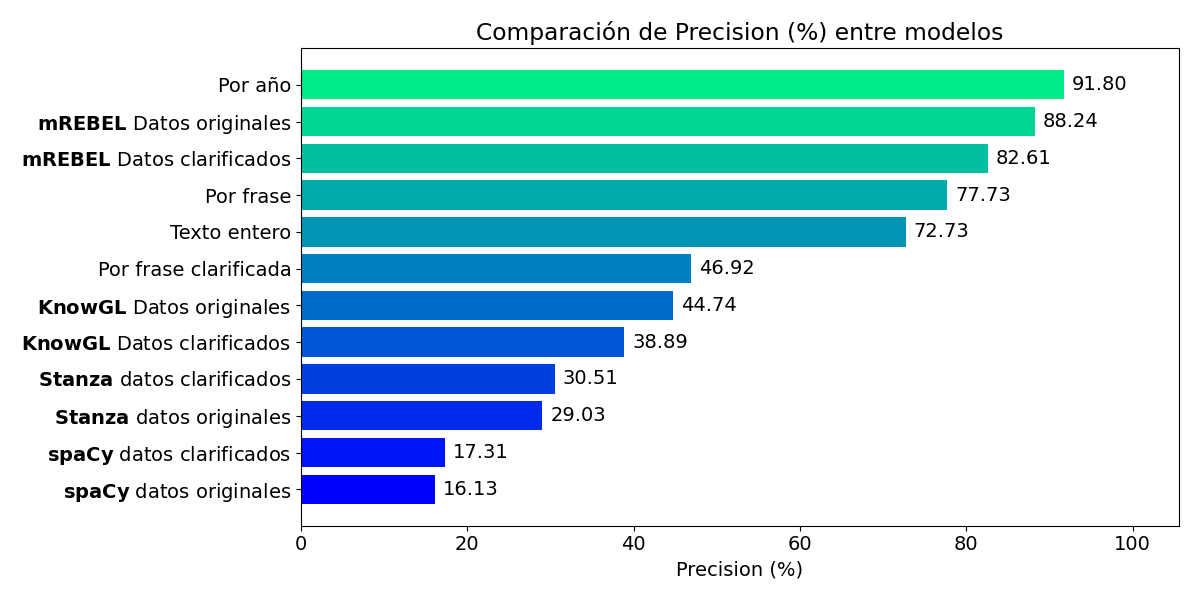 Comparación de Precision (%) entre modelos
Por año 91.80
mREBEL Datos originales 88.24
mREBEL Datos clarificados 82.61
Por frase 77.73
Texto entero 72.73
Por frase clarificada 46.92
KnowGL Datos originales 44.74
KnowGL Datos clarificados 38.89
Stanza datos clarificados 30.51
Stanza datos originales 29.03
spaCy datos clarificados 17.31
spaCy datos originales 16.13
0 20 40 60 80 100
Precision (%)